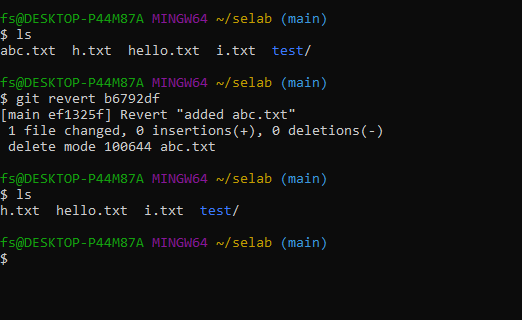 fs@DESKTOP-P44M87A MINGW64 ~/selab (main)
$ ls
abc.txt  h.txt  hello.txt  i.txt  test/

fs@DESKTOP-P44M87A MINGW64 ~/selab (main)
$ git revert b6792df
[main ef1325f] Revert "added abc.txt"
 1 file changed, 0 insertions(+), 0 deletions(-)
 delete mode 100644 abc.txt

fs@DESKTOP-P44M87A MINGW64 ~/selab (main)
$ ls
h.txt  hello.txt  i.txt  test/

fs@DESKTOP-P44M87A MINGW64 ~/selab (main)
$